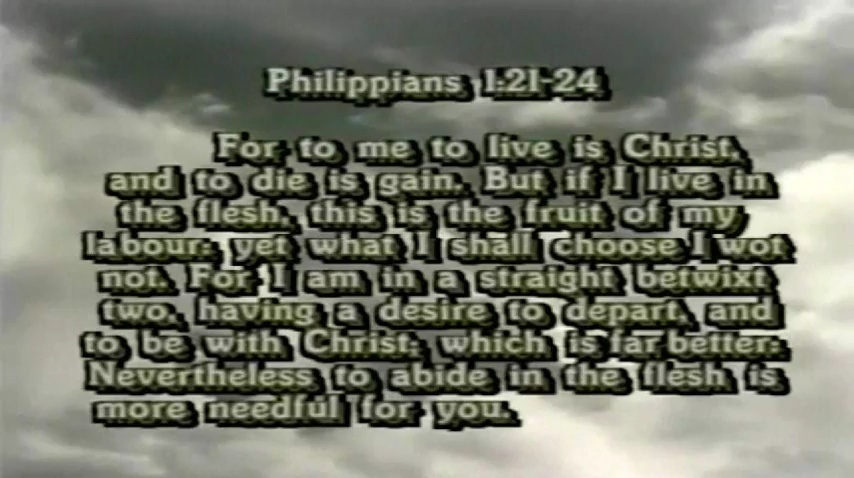 Philippians 1:21-24
For to me to live is Christ,
and to die is gain. But if I live in
the flesh, this is the fruit of my
labour: yet what I shall choose I wot
not. For I am in a straight betwixt
two, having a desire to depart, and
to be with Christ; which is far better:
Nevertheless to abide in the flesh is
more needful for you.